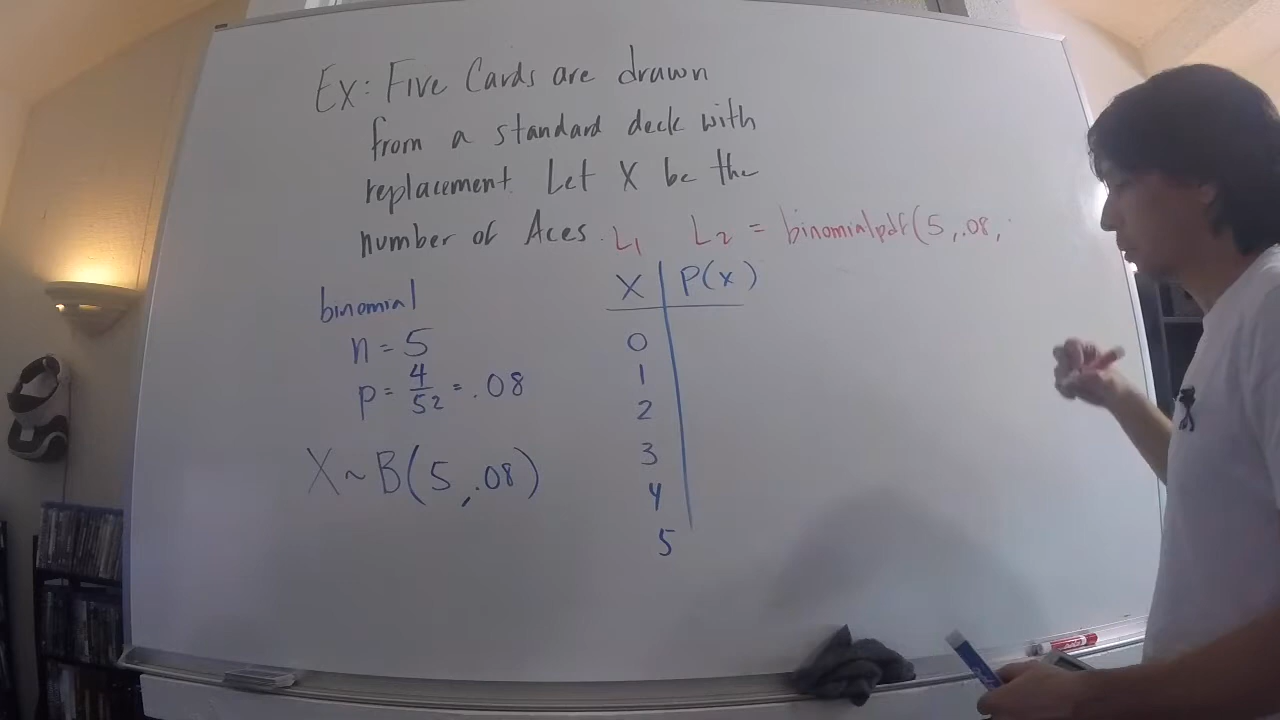 Ex: Five Cards are drawn
from a standard deck with
replacement. Let X be the
number of Aces.
L₁ L₂ = binomialpdf(5, .08,
binomial
n = 5
p = 4/52 = .08
X ~ B(5, .08)
X P(x)
0
1
2
3
4
5